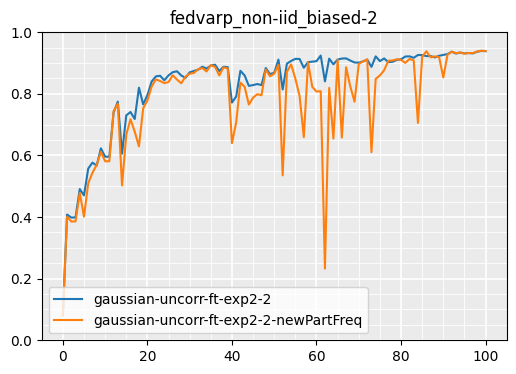 fedvarp_non-iid_biased-2
1.0
0.8
0.6
0.4
0.2
0.0
gaussian-uncorr-ft-exp2-2
gaussian-uncorr-ft-exp2-2-newPartFreq
0 20 40 60 80 100